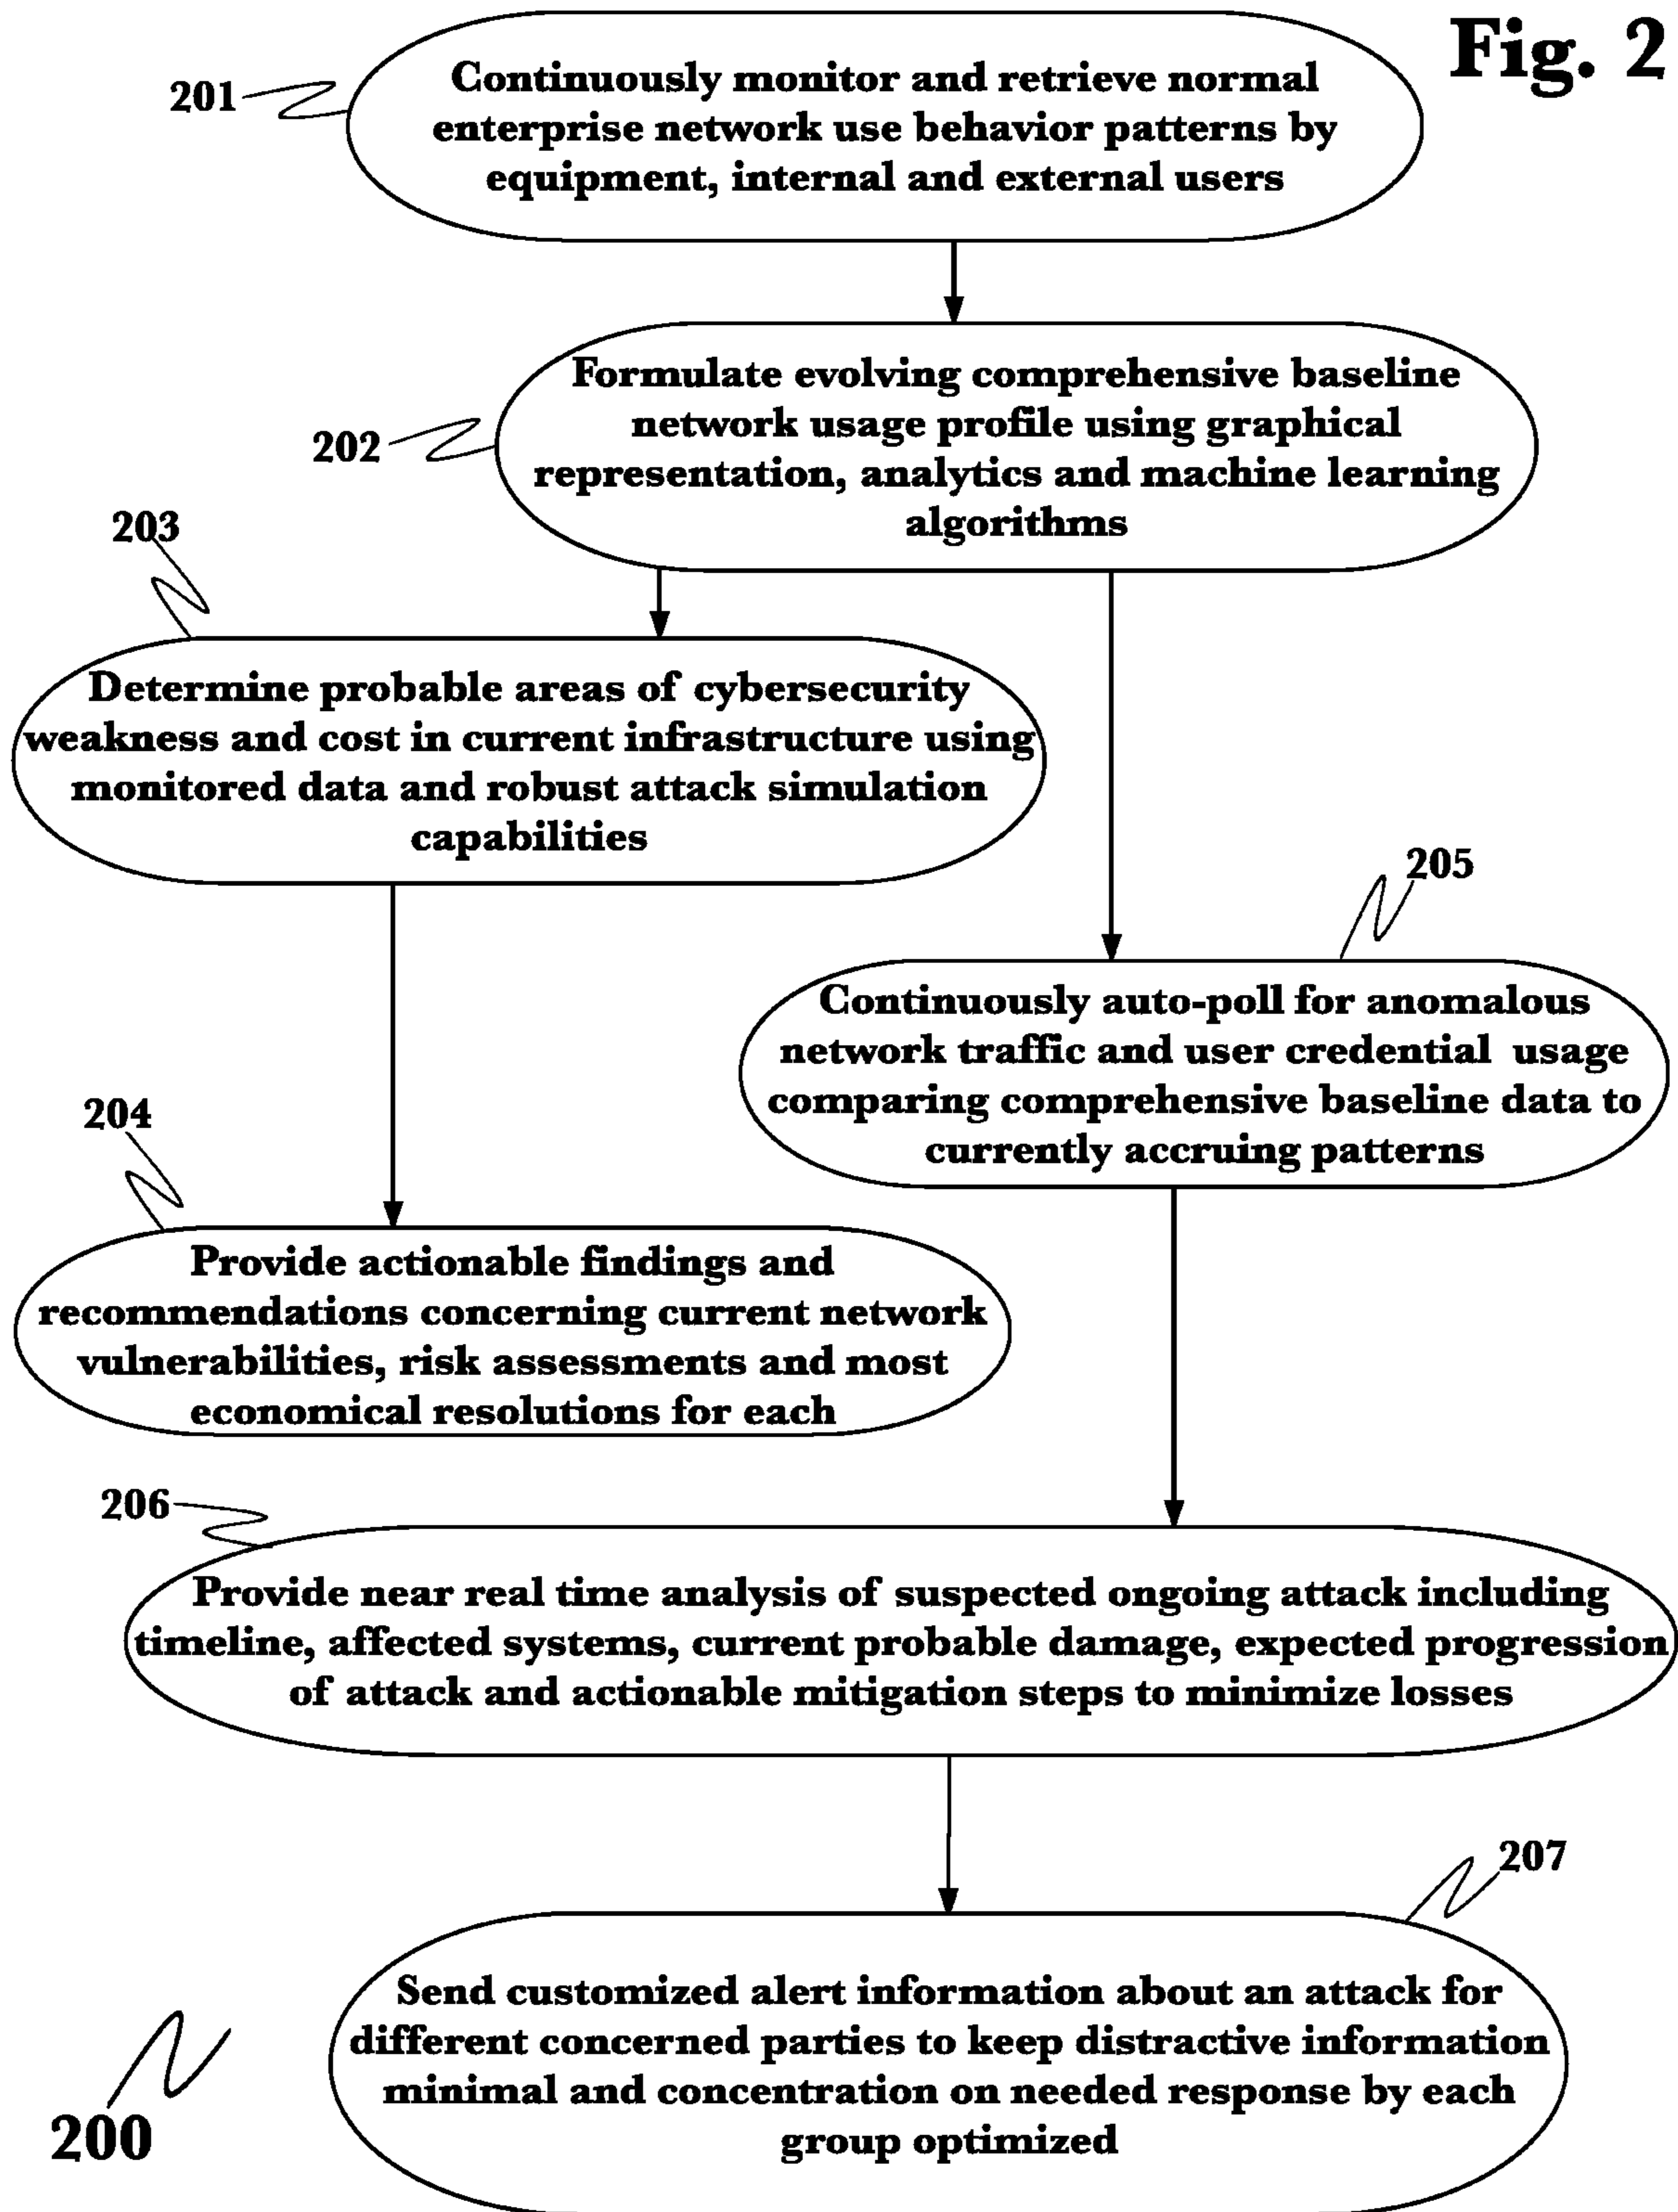 Fig. 2
201
Continuously monitor and retrieve normal
enterprise network use behavior patterns by
equipment, internal and external users
202
Formulate evolving comprehensive baseline
network usage profile using graphical
representation, analytics and machine learning
algorithms
203
Determine probable areas of cybersecurity
weakness and cost in current infrastructure using
monitored data and robust attack simulation
capabilities
205
Continuously auto-poll for anomalous
network traffic and user credential usage
comparing comprehensive baseline data to
currently accruing patterns
204
Provide actionable findings and
recommendations concerning current network
vulnerabilities, risk assessments and most
economical resolutions for each
206
Provide near real time analysis of suspected ongoing attack including
timeline, affected systems, current probable damage, expected progression
of attack and actionable mitigation steps to minimize losses
207
Send customized alert information about an attack for
different concerned parties to keep distractive information
minimal and concentration on needed response by each
group optimized
200